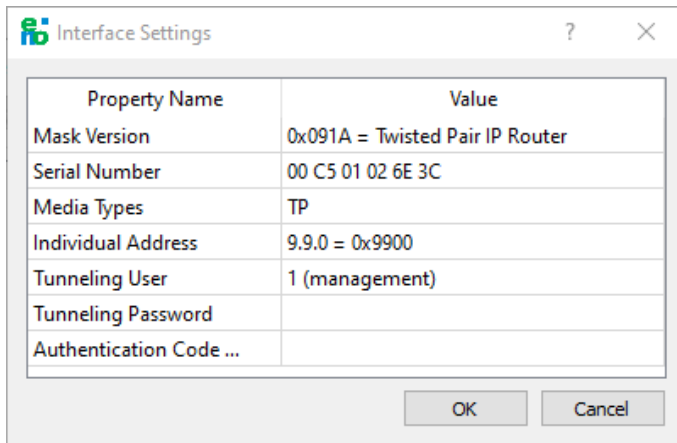 Interface Settings
Property Name Value
Mask Version 0x091A = Twisted Pair IP Router
Serial Number 00 C5 01 02 6E 3C
Media Types TP
Individual Address 9.9.0 = 0x9900
Tunneling User 1 (management)
Tunneling Password
Authentication Code ...
OK Cancel